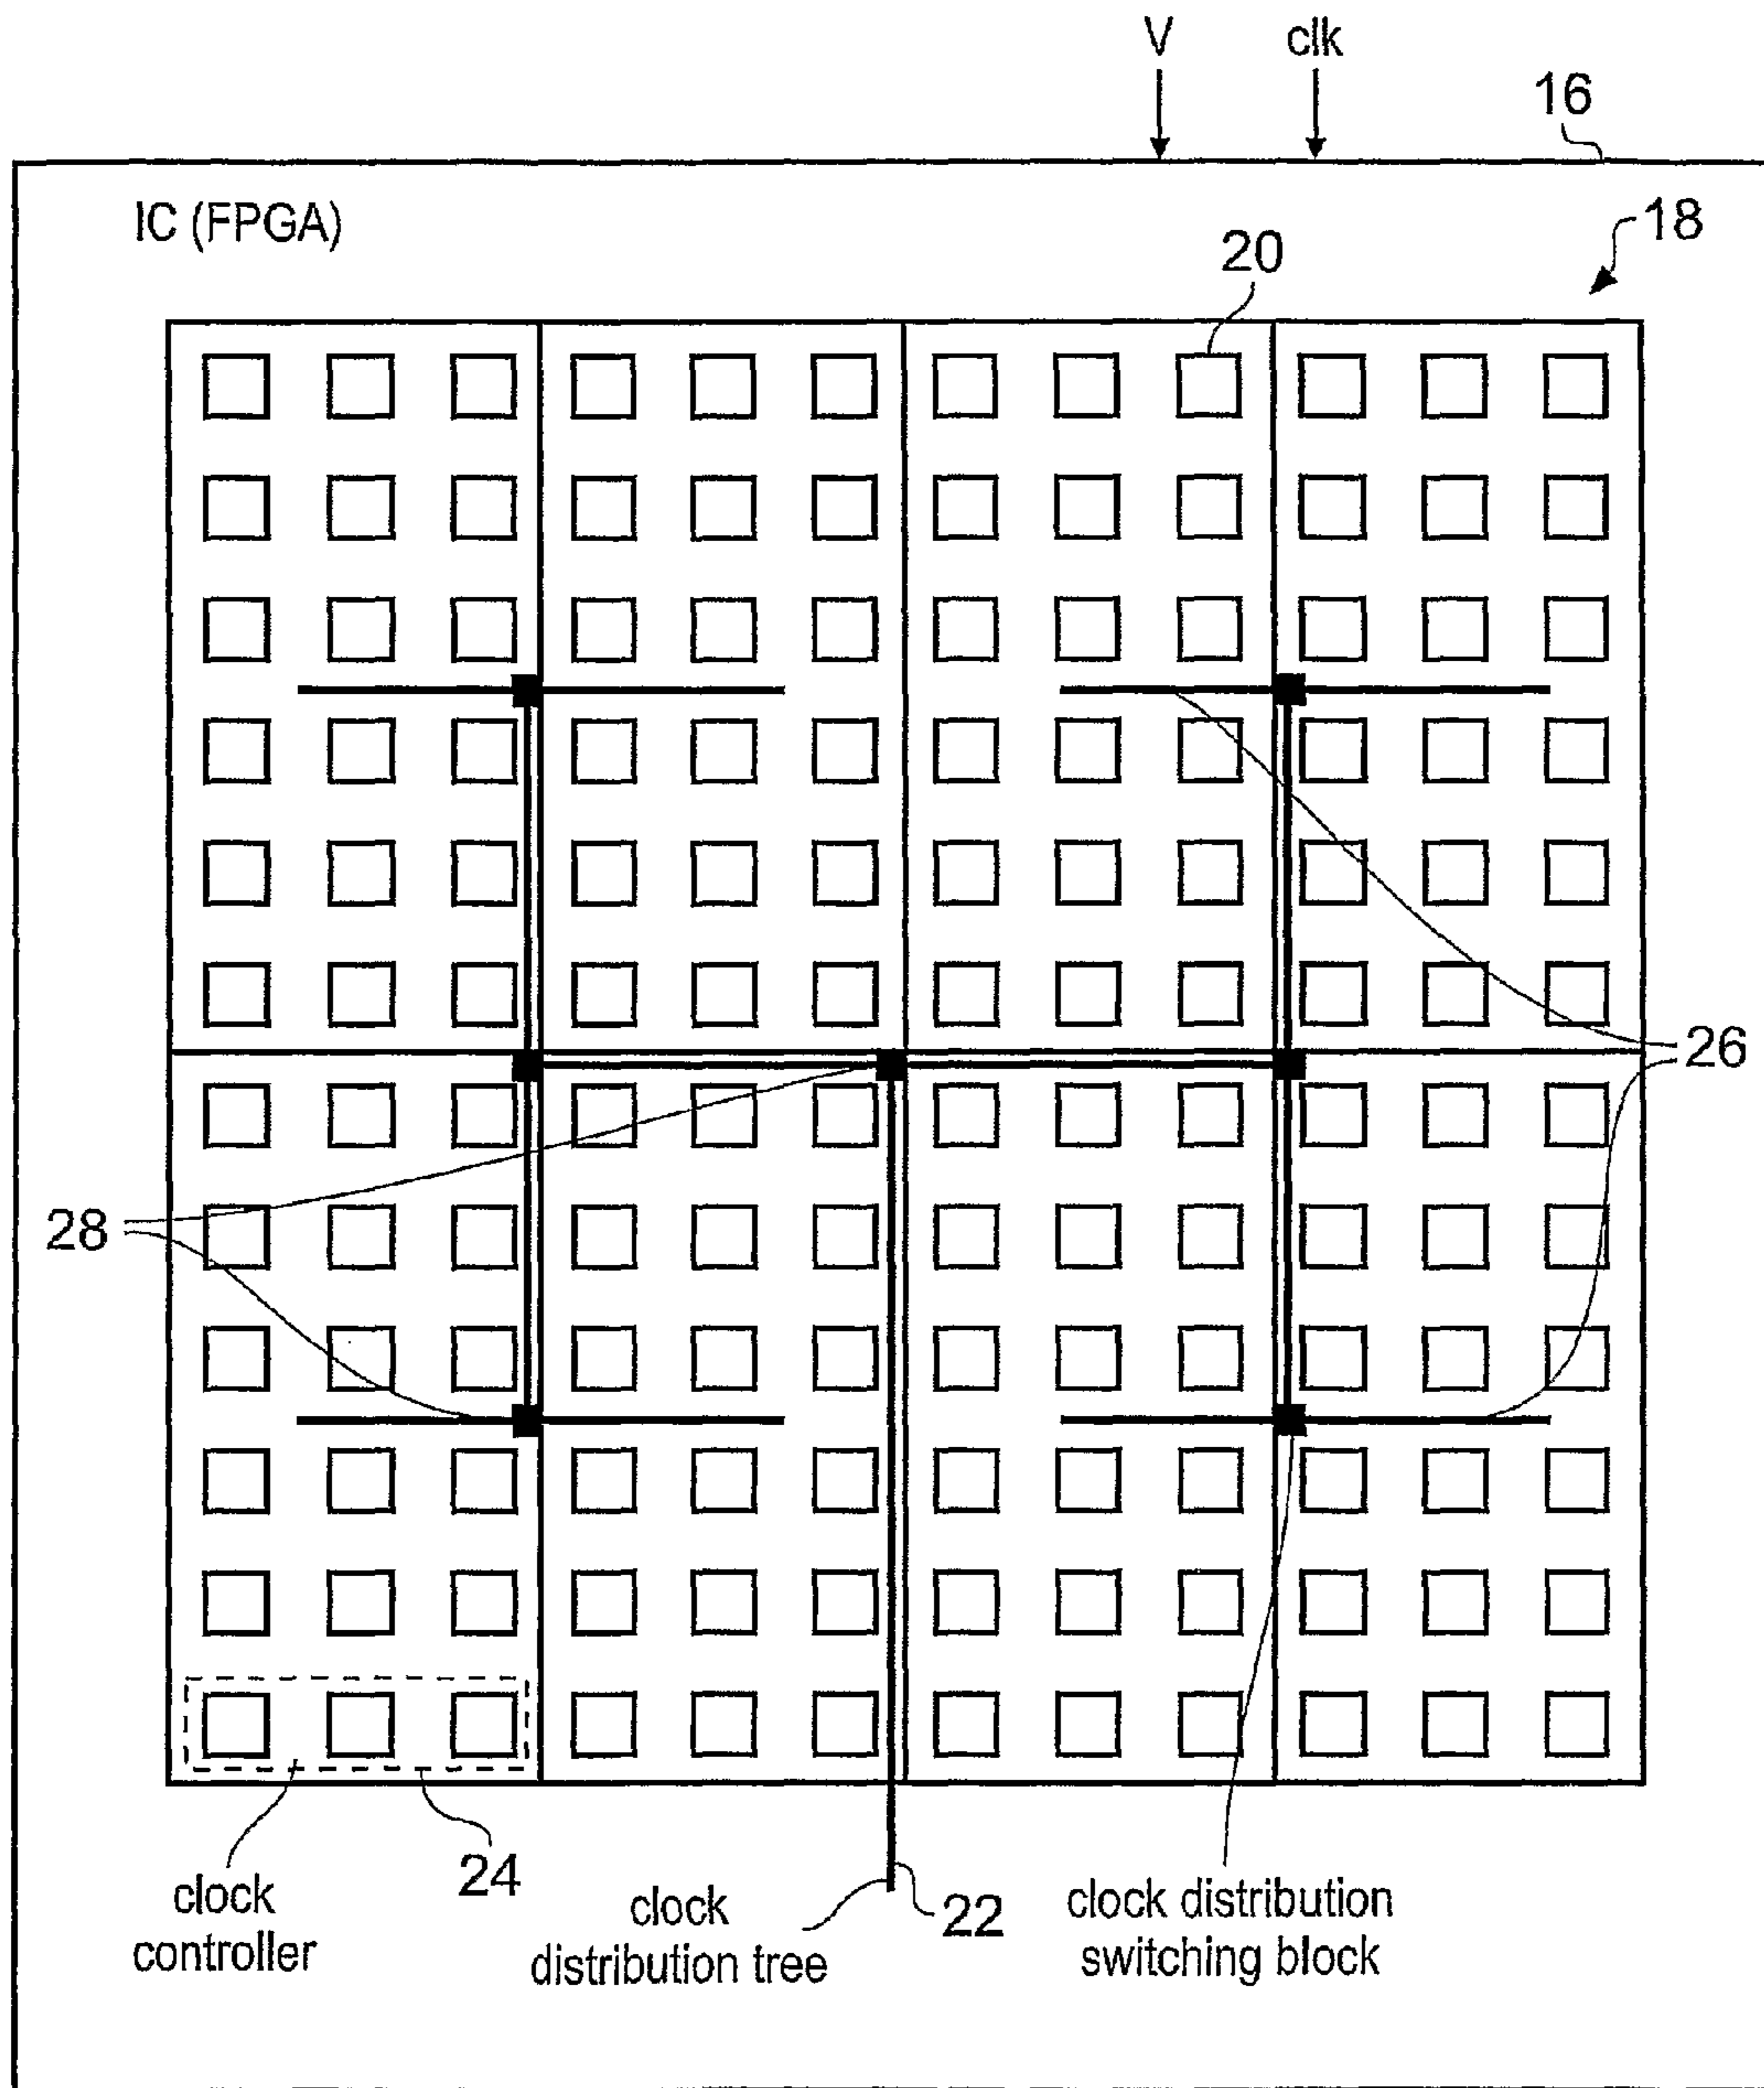 V
clk
16
IC (FPGA)
18
20
26
28
24
clock
controller
clock
distribution tree
22
clock distribution
switching block